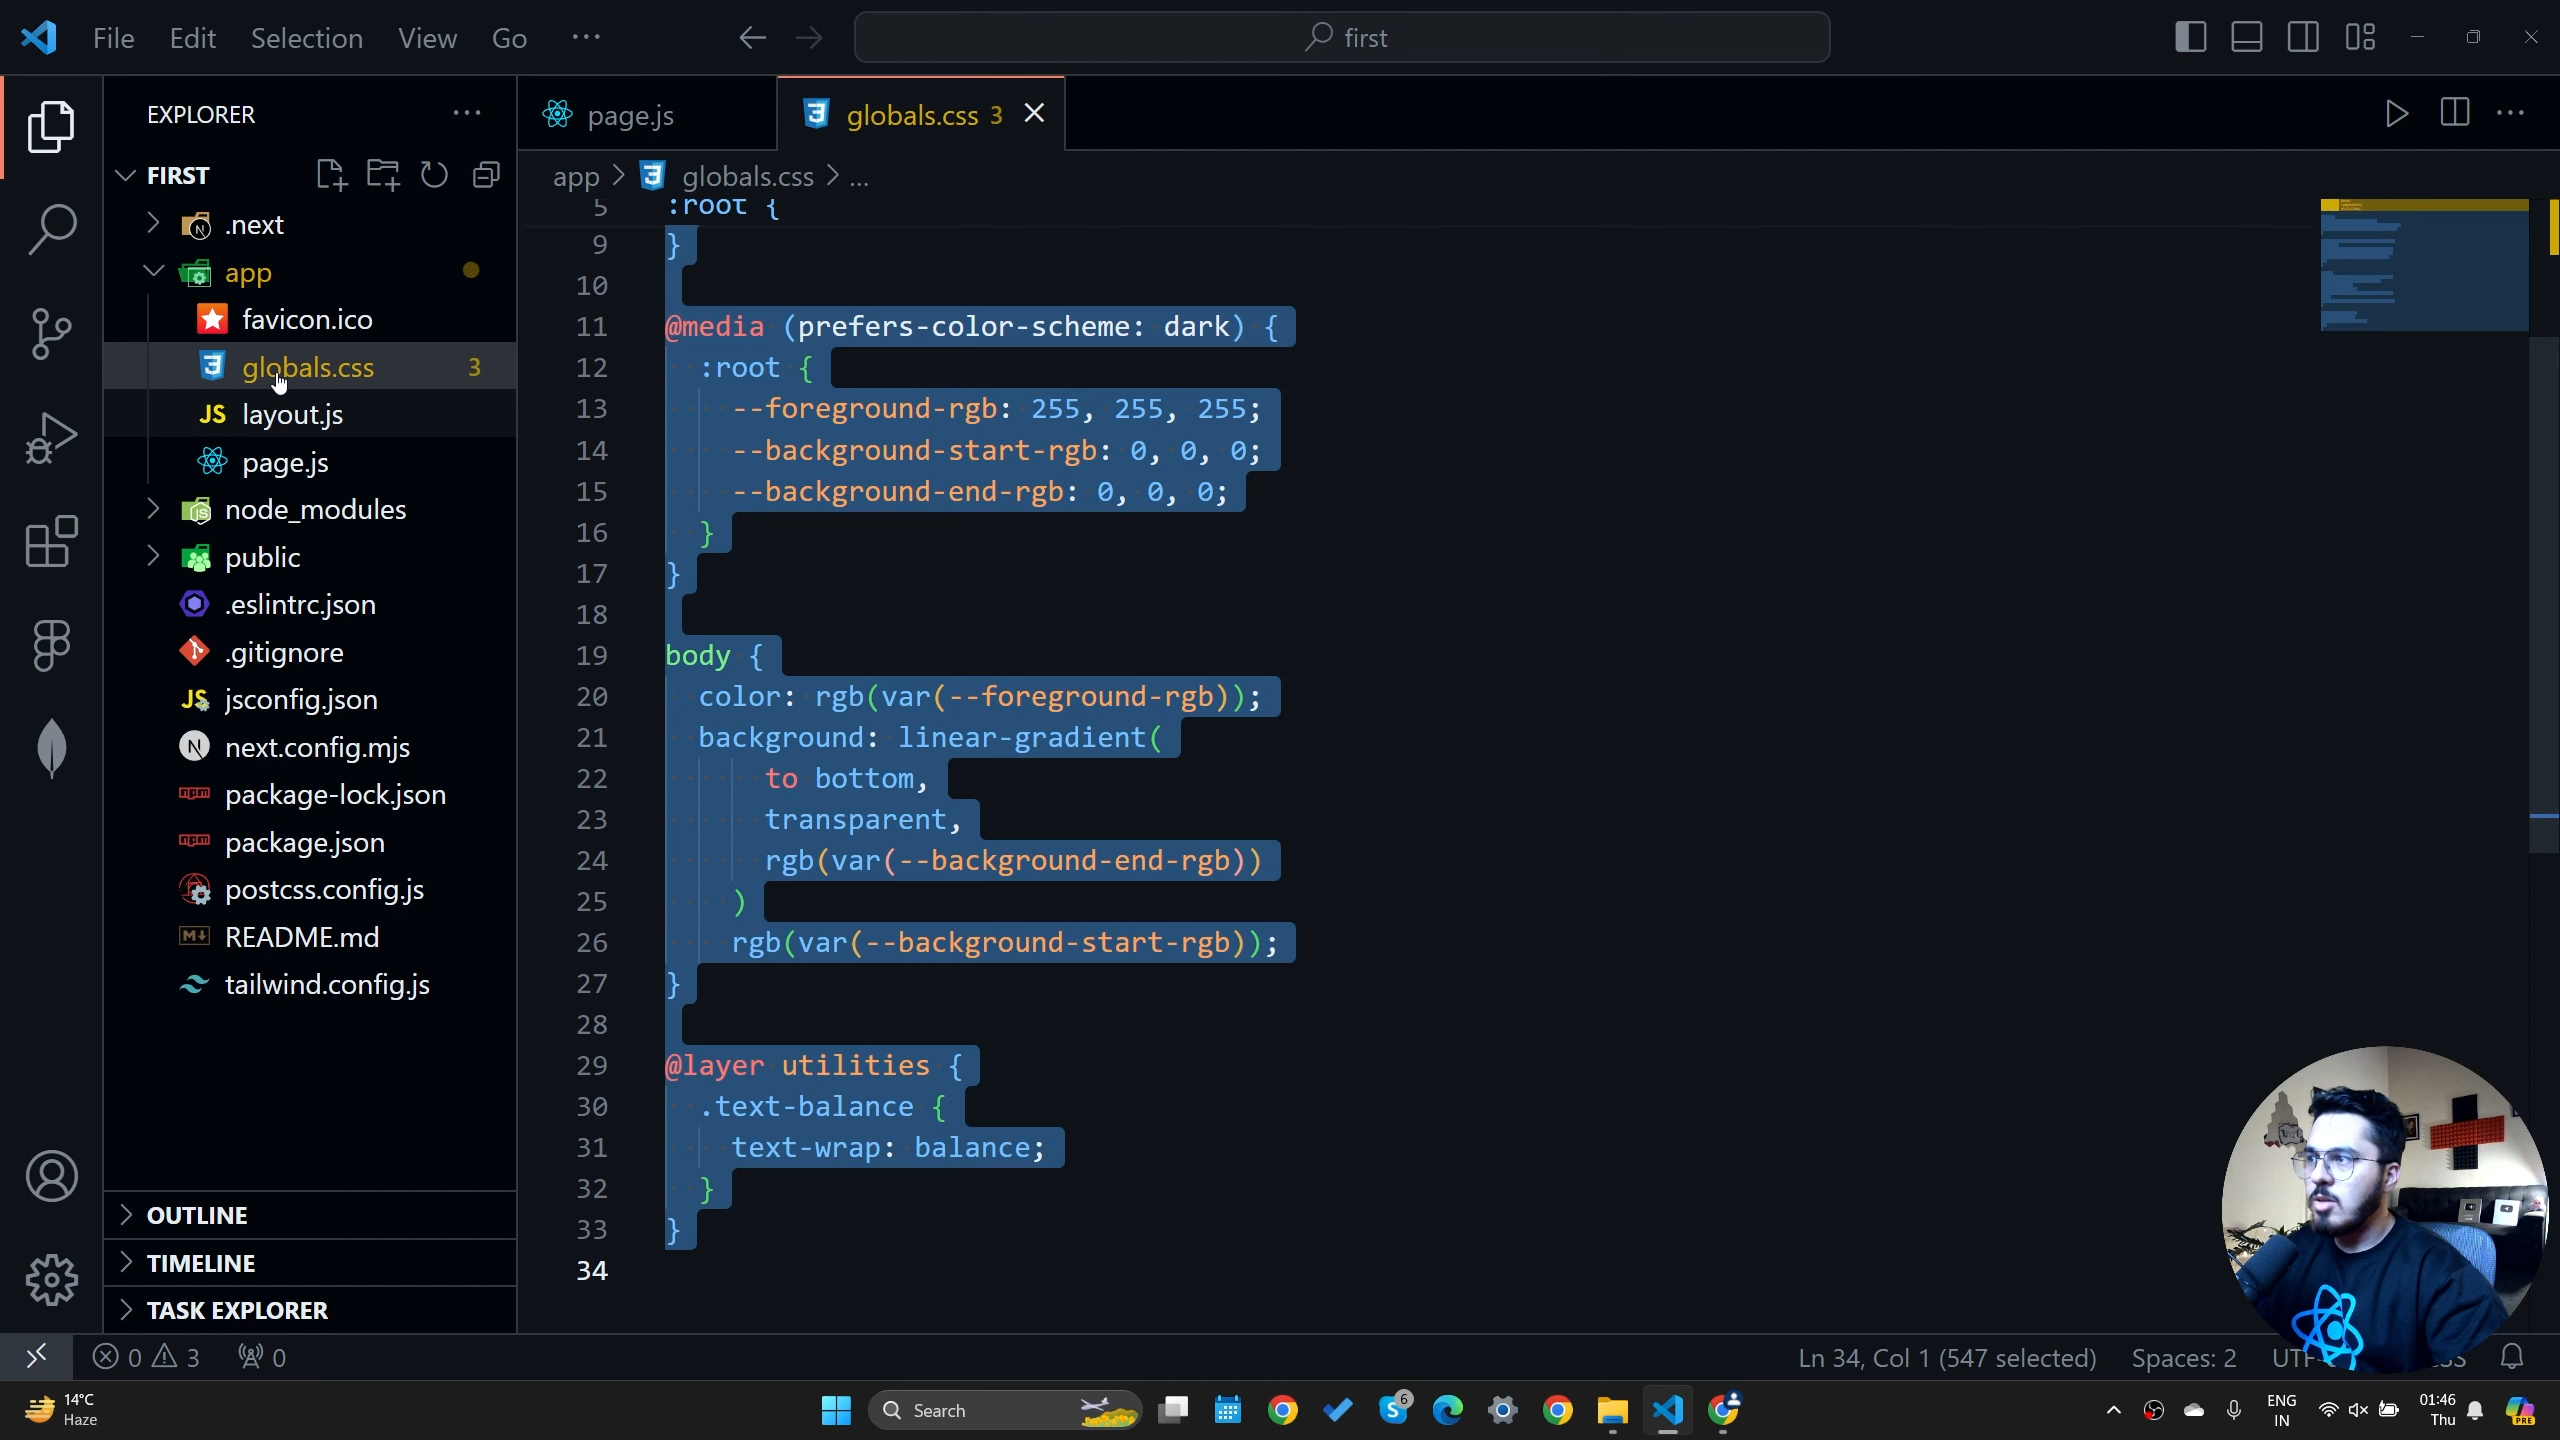 File Edit Selection View Go ···
first
EXPLORER ···
FIRST
.next
app
favicon.ico
globals.css 3
layout.js
page.js
node_modules
public
.eslintrc.json
.gitignore
jsconfig.json
next.config.mjs
package-lock.json
package.json
postcss.config.js
README.md
tailwind.config.js
OUTLINE
TIMELINE
TASK EXPLORER
page.js
globals.css 3
app > globals.css > ...
5 :root {
9 }
10
11 @media (prefers-color-scheme: dark) {
12 :root {
13 --foreground-rgb: 255, 255, 255;
14 --background-start-rgb: 0, 0, 0;
15 --background-end-rgb: 0, 0, 0;
16 }
17 }
18
19 body {
20 color: rgb(var(--foreground-rgb));
21 background: linear-gradient(
22 to bottom,
23 transparent,
24 rgb(var(--background-end-rgb))
25 )
26 rgb(var(--background-start-rgb));
27 }
28
29 @layer utilities {
30 .text-balance {
31 text-wrap: balance;
32 }
33 }
34
0 3 0
Ln 34, Col 1 (547 selected) Spaces: 2
14°C
Haze
Search
6
ENG
IN
01:46
Thu
PRE